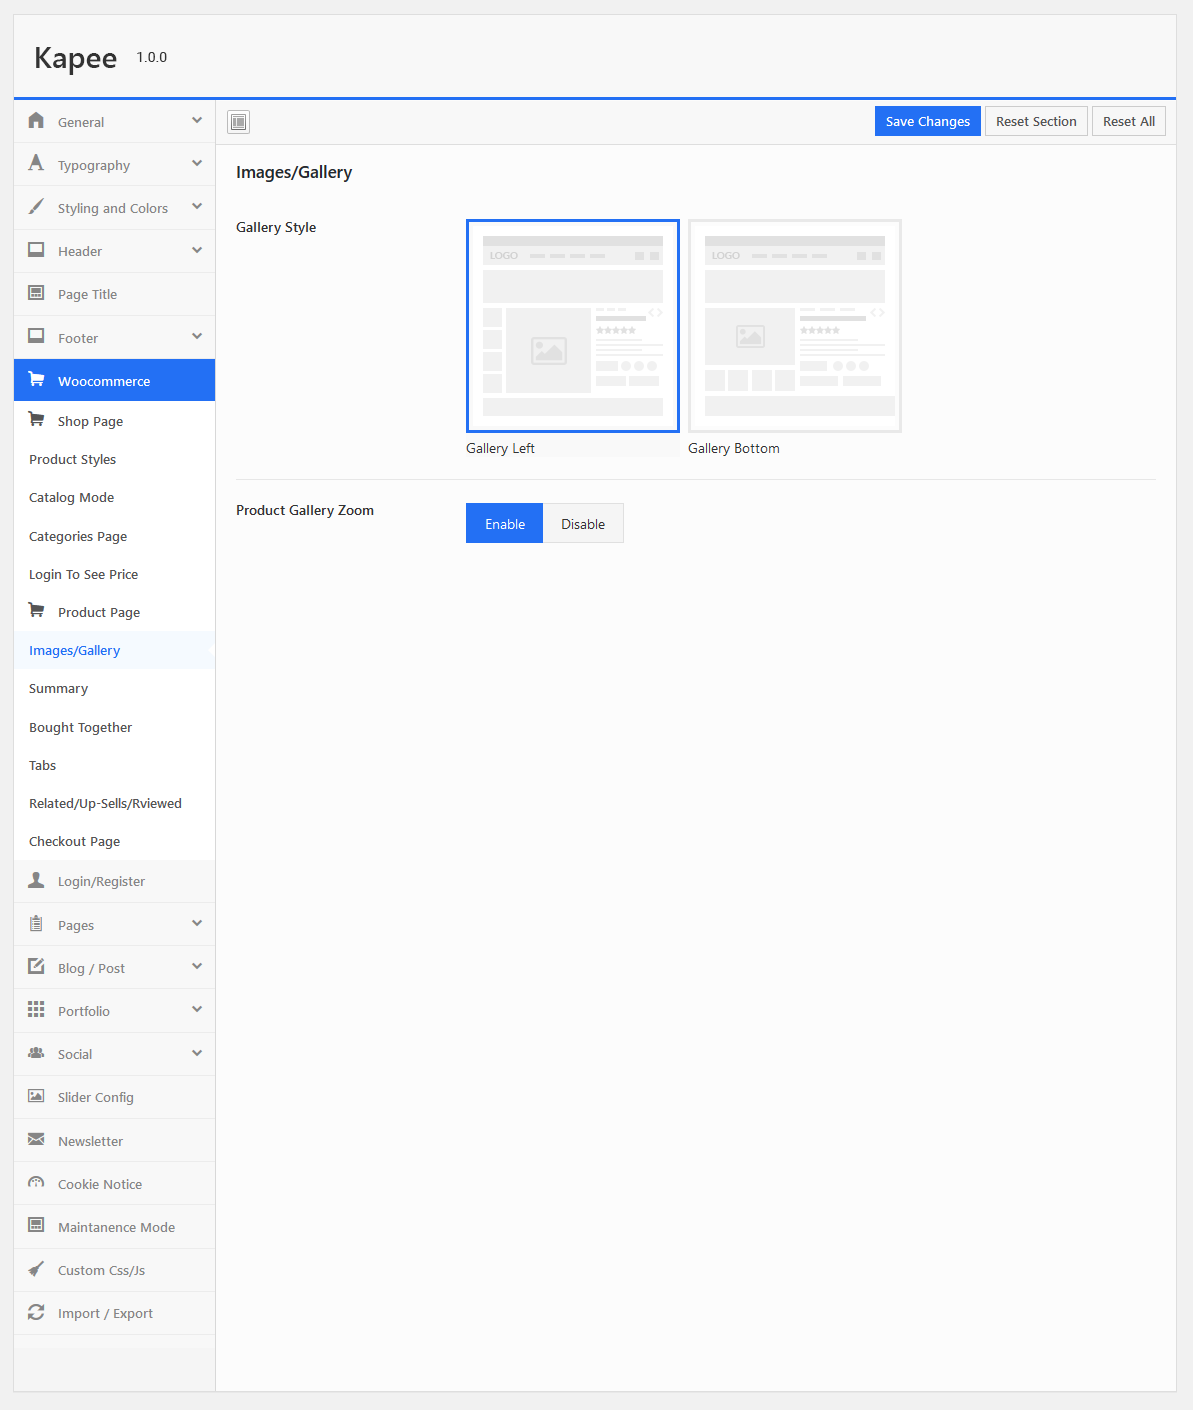 Kapee 1.0.0
Save Changes Reset Section Reset All
General
Typography
Styling and Colors
Header
Page Title
Footer
Woocommerce
Shop Page
Product Styles
Catalog Mode
Categories Page
Login To See Price
Product Page
Images/Gallery
Summary
Bought Together
Tabs
Related/Up-Sells/Rviewed
Checkout Page
Login/Register
Pages
Blog / Post
Portfolio
Social
Slider Config
Newsletter
Cookie Notice
Maintanence Mode
Custom Css/Js
Import / Export
Images/Gallery
Gallery Style
LOGO
LOGO
Gallery Left
Gallery Bottom
Product Gallery Zoom
Enable Disable